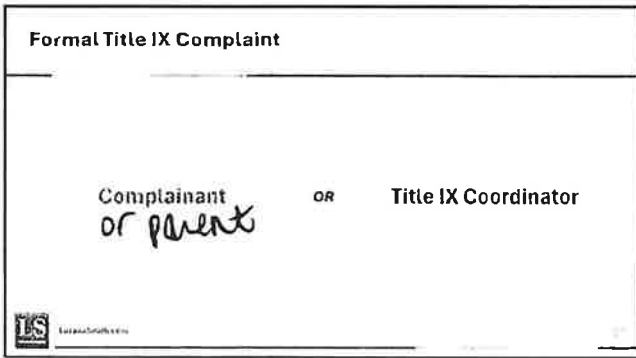 Formal Title IX Complaint
Complainant OR Title IX Coordinator
or parent
LS